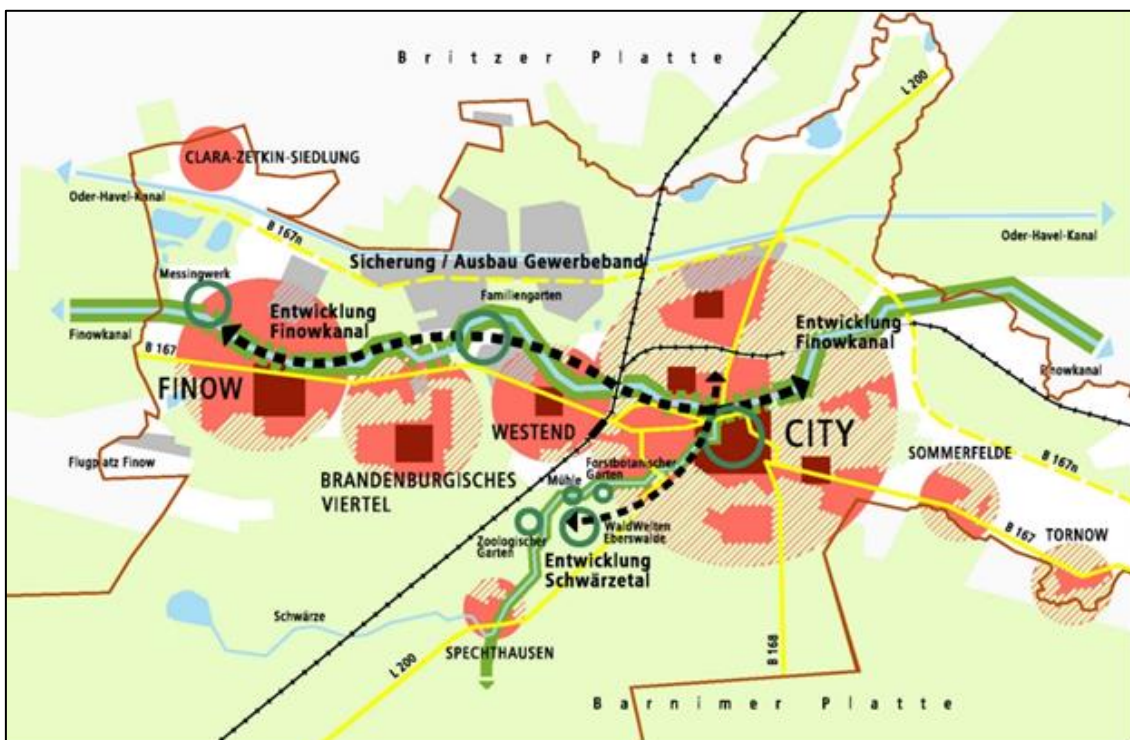 Britzer Platte
L 200
CLARA-ZETKIN-SIEDLUNG
Oder-Havel-Kanal
B 167n
Oder-Havel-Kanal
Sicherung / Ausbau Gewerbeband
Messingwerk
Familiengarten
Entwicklung
Finowkanal
Entwicklung
Finowkanal
Finowkanal
B 167
Finowkanal
FINOW
WESTEND
CITY
Flugplatz Finow
BRANDENBURGISCHES
VIERTEL
Forstbotanischer
Garten
Mühle
SOMMERFELDE
B 167n
Zoologischer
Garten
WaldWelten
Eberswalde
B 167
TORNOW
Entwicklung
Schwärzetal
Schwärze
SPECHTHAUSEN
L 200
B 168
Barnimer Platte